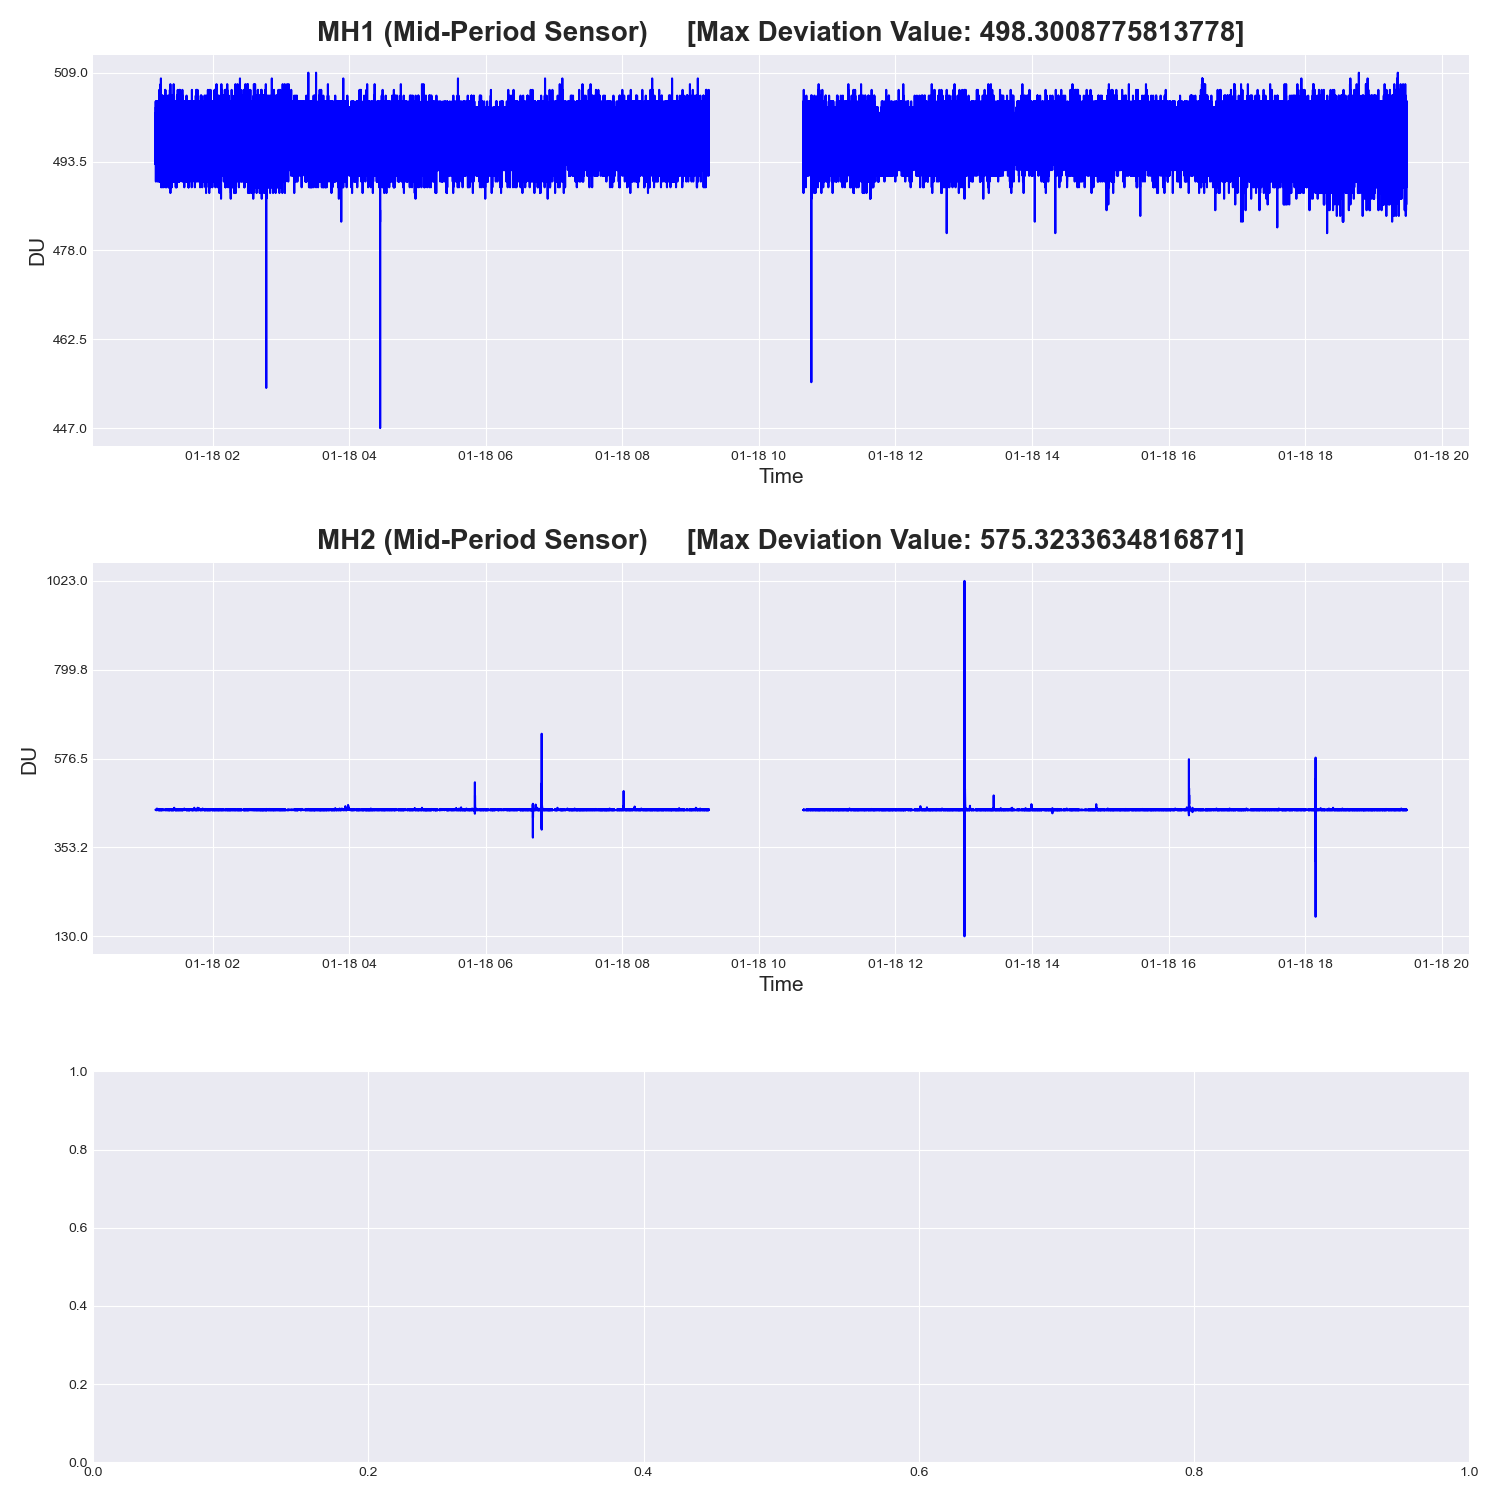 MH1 (Mid-Period Sensor) [Max Deviation Value: 498.3008775813778]
509.0
493.5
478.0
462.5
447.0
DU
01-18 02 01-18 04 01-18 06 01-18 08 01-18 10 01-18 12 01-18 14 01-18 16 01-18 18 01-18 20
Time
MH2 (Mid-Period Sensor) [Max Deviation Value: 575.3233634816871]
1023.0
799.8
576.5
353.2
130.0
DU
01-18 02 01-18 04 01-18 06 01-18 08 01-18 10 01-18 12 01-18 14 01-18 16 01-18 18 01-18 20
Time
1.0
0.8
0.6
0.4
0.2
0.0
0.0 0.2 0.4 0.6 0.8 1.0